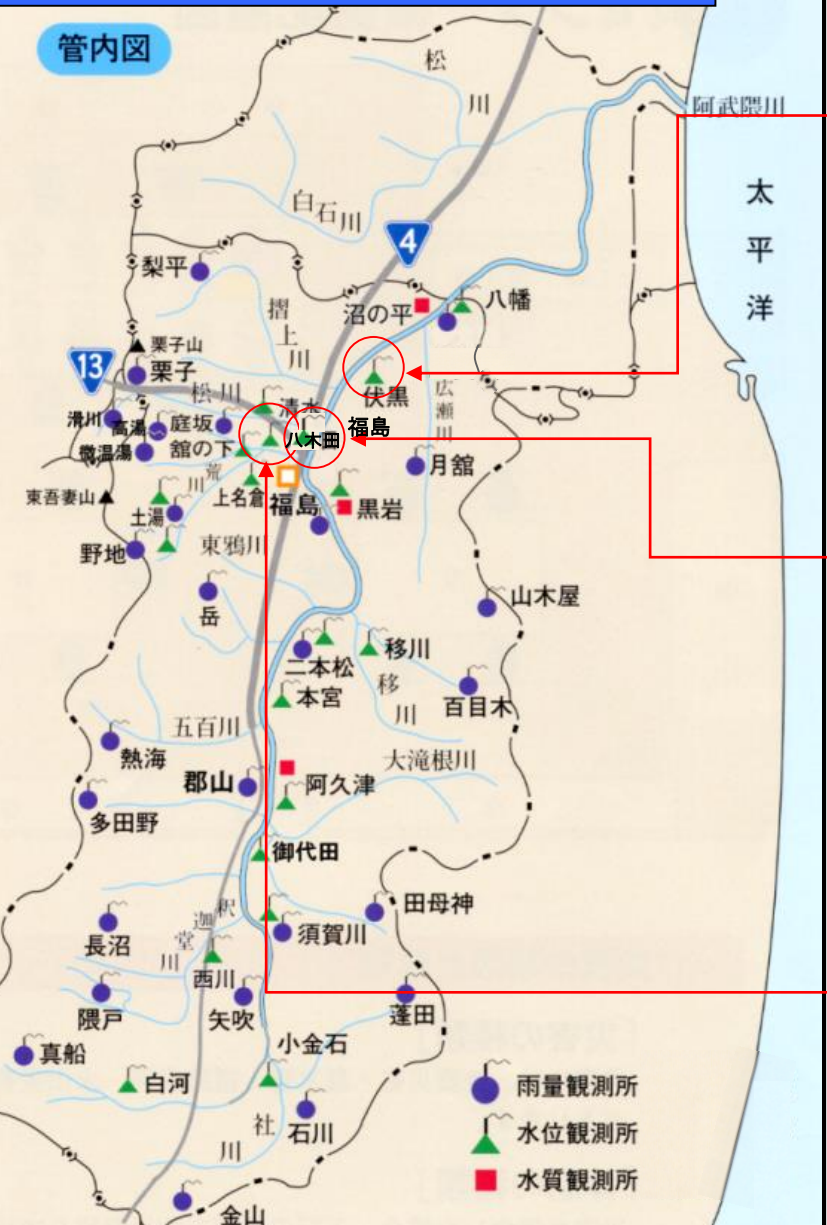 管内図
松川
阿武隈川
太平洋
白石川
4
梨平
摺上川
沼の平
八幡
栗子山
13
栗子
松川
伏黒
広瀬川
滑川
高湯
庭坂
清水
福島
八木田
微温湯
舘の下
荒川
月舘
東吾妻山
上名倉
福島
黒岩
土湯
野地
東鴉川
岳
山木屋
二本松
移川
移川
本宮
百目木
五百川
熱海
大滝根川
郡山
阿久津
多田野
御代田
釈迦堂川
田母神
長沼
須賀川
西川
隈戸
矢吹
蓬田
真船
小金石
白河
社川
石川
金山
雨量観測所
水位観測所
水質観測所